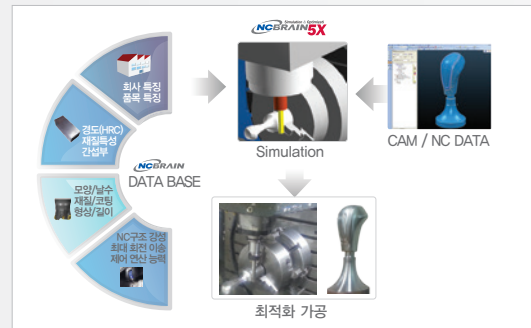 Simulation & Optimizer
NCBRAIN 5X
회사 특징
품목 특징
경도(HRC)
재질특성
간섭부
NCBRAIN
DATA BASE
모양/날수
재질/코팅
형상/길이
NC구조 강성
최대 회전 이송
제어 연산 능력
Simulation
CAM / NC DATA
최적화 가공